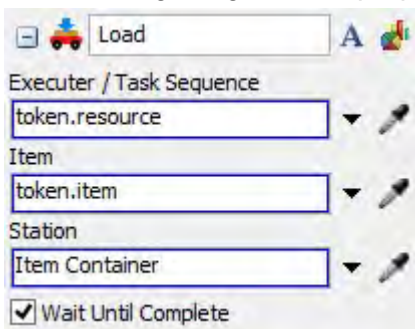 Load A
Executer / Task Sequence
token.resource
Item
token.item
Station
Item Container
Wait Until Complete